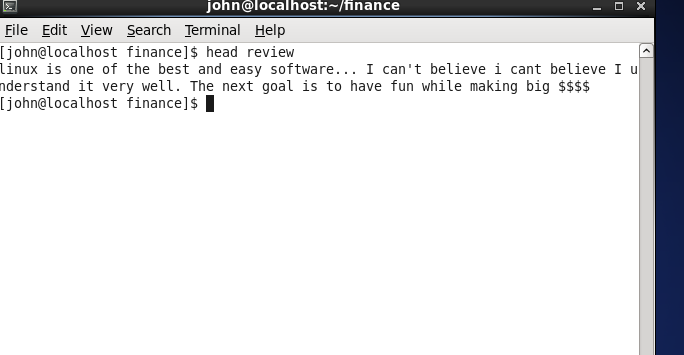 john@localhost:~/finance
File Edit View Search Terminal Help
[john@localhost finance]$ head review
linux is one of the best and easy software... I can't believe i cant believe I u
nderstand it very well. The next goal is to have fun while making big $$$$
[john@localhost finance]$